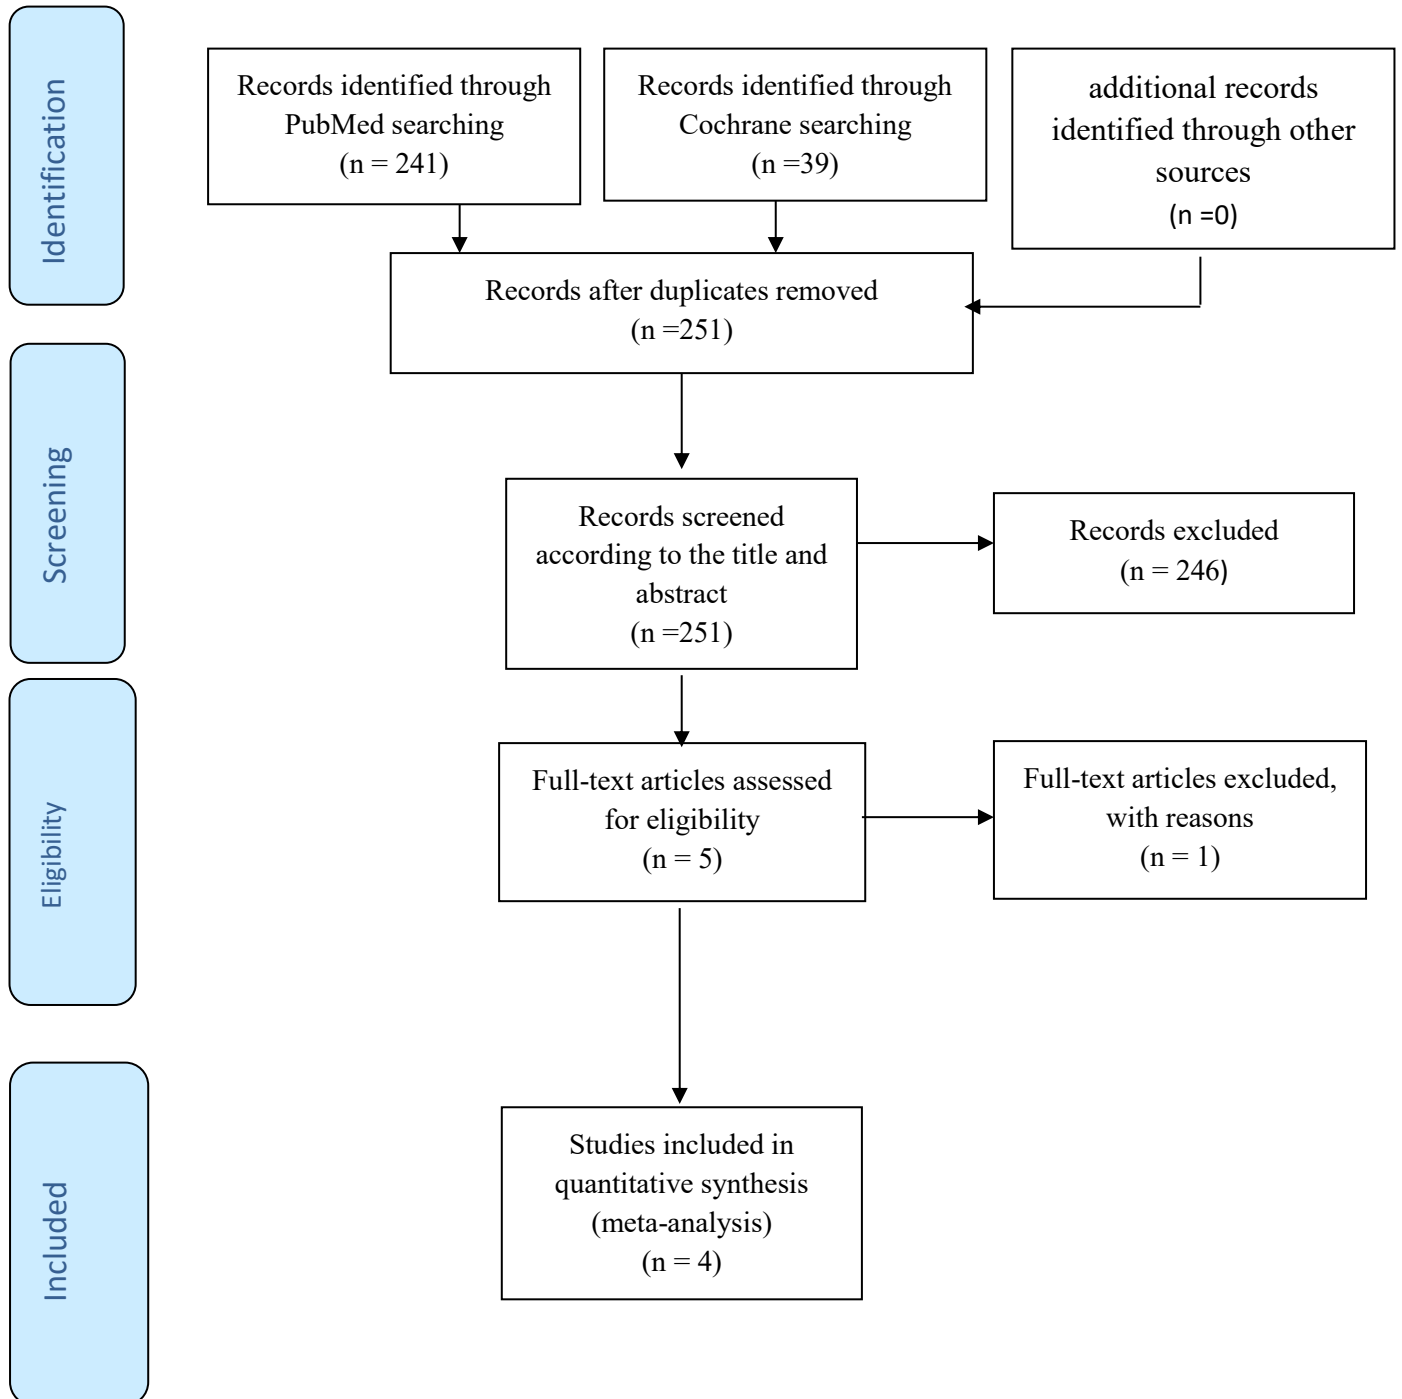 Identification
Records identified through
PubMed searching
(n = 241)
Records identified through
Cochrane searching
(n =39)
additional records
identified through other
sources
(n =0)
Records after duplicates removed
(n =251)
Screening
Records screened
according to the title and
abstract
(n =251)
Records excluded
(n = 246)
Eligibility
Full-text articles assessed
for eligibility
(n = 5)
Full-text articles excluded,
with reasons
(n = 1)
Included
Studies included in
quantitative synthesis
(meta-analysis)
(n = 4)